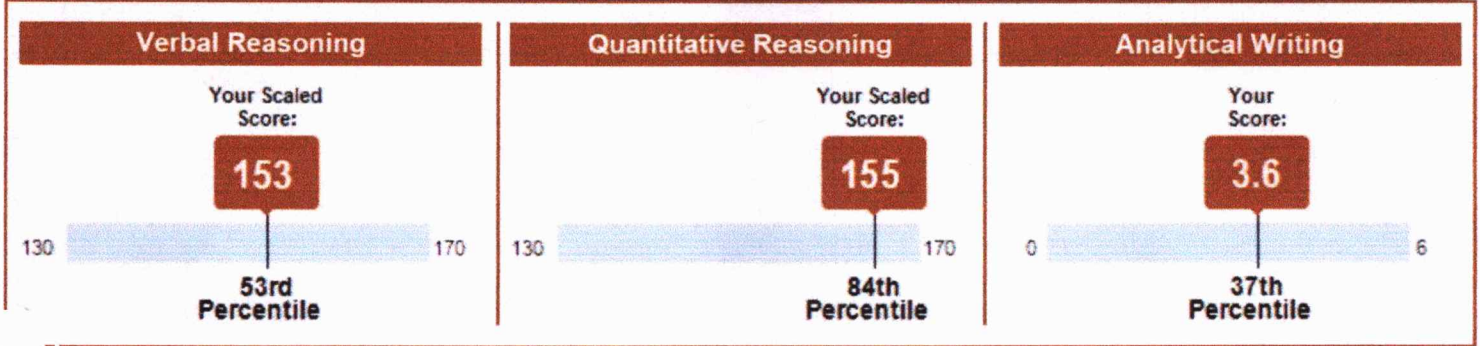 Verbal Reasoning
Your Scaled
Score:
153
130
170
53rd
Percentile
Quantitative Reasoning
Your Scaled
Score:
155
130
170
84th
Percentile
Analytical Writing
Your
Score:
3.6
0
6
37th
Percentile